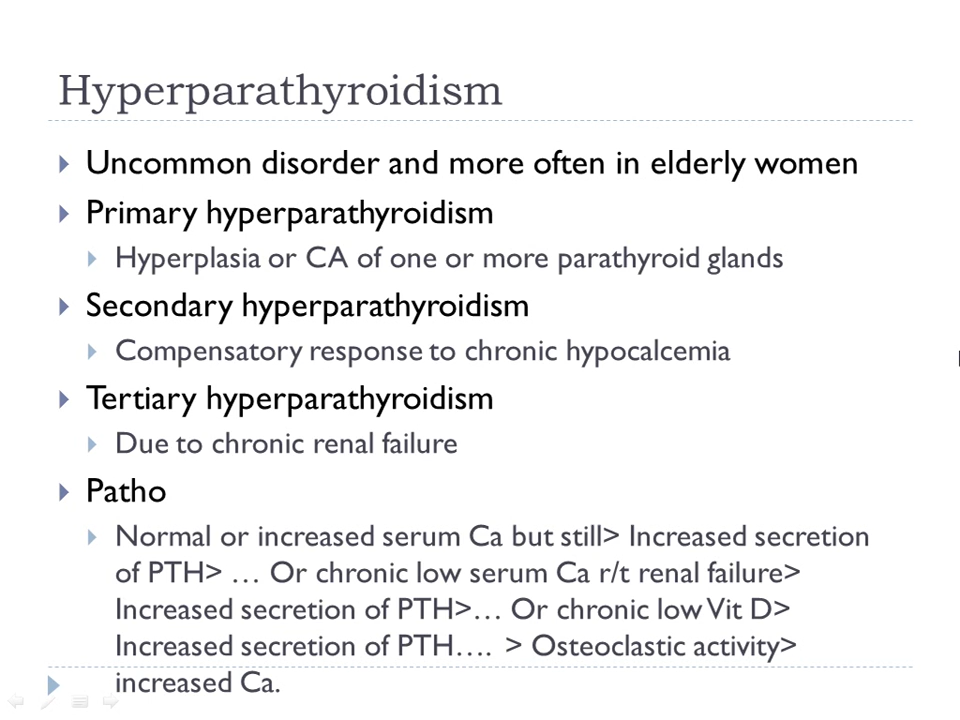 Hyperparathyroidism
Uncommon disorder and more often in elderly women
Primary hyperparathyroidism
Hyperplasia or CA of one or more parathyroid glands
Secondary hyperparathyroidism
Compensatory response to chronic hypocalcemia
Tertiary hyperparathyroidism
Due to chronic renal failure
Patho
Normal or increased serum Ca but still> Increased secretion
of PTH> … Or chronic low serum Ca r/t renal failure>
Increased secretion of PTH>… Or chronic low Vit D>
Increased secretion of PTH…. > Osteoclastic activity>
increased Ca.